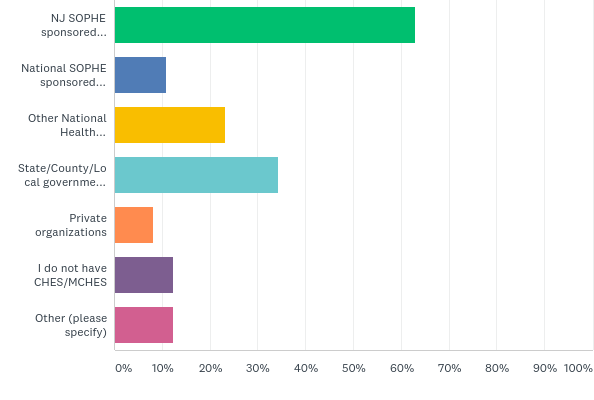 NJ SOPHE
sponsored...
National SOPHE
sponsored...
Other National
Health...
State/County/Lo
cal governme...
Private
organizations
I do not have
CHES/MCHES
Other (please
specify)
0% 10% 20% 30% 40% 50% 60% 70% 80% 90% 100%